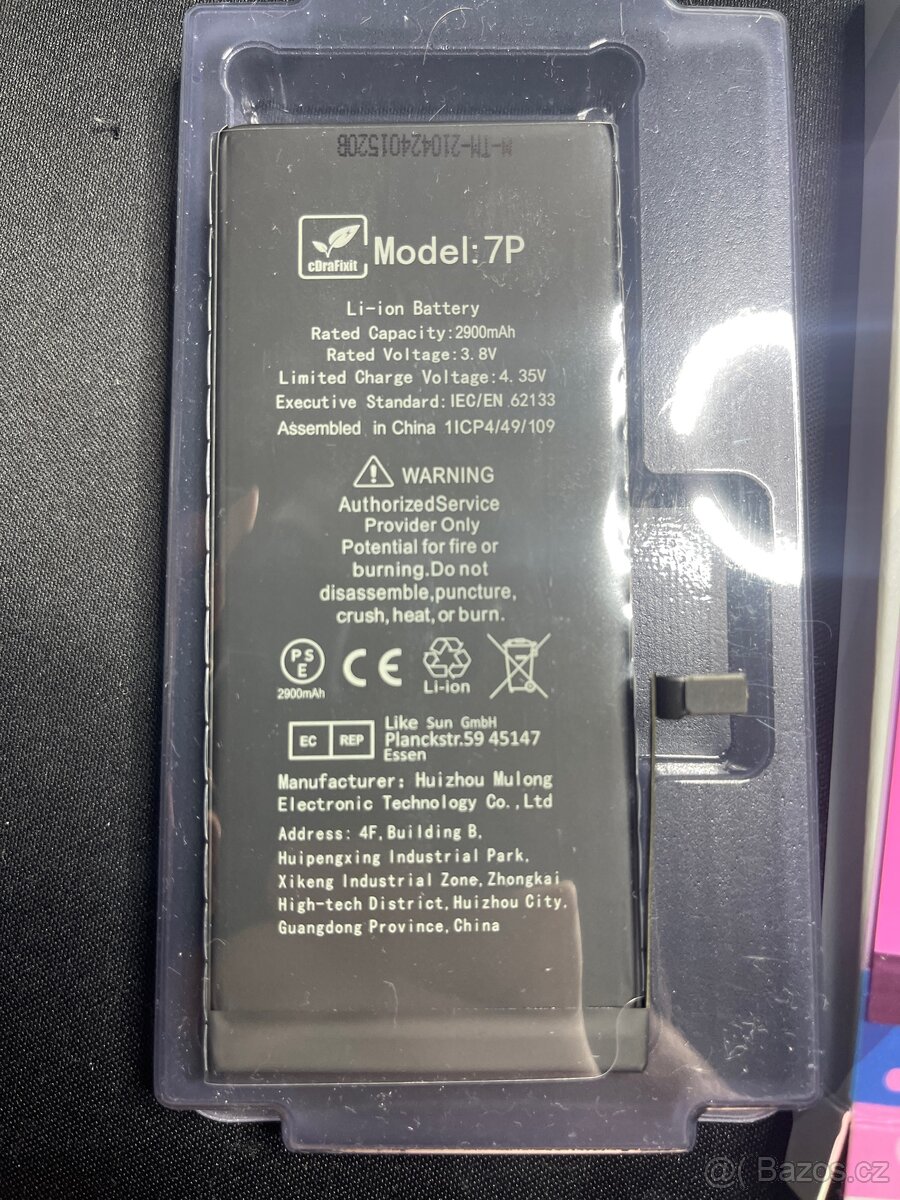 M-TM-21042401520B
cDraFixit
Model:7P
Li-ion Battery
Rated Capacity:2900mAh
Rated Voltage:3.8V
Limited Charge Voltage:4.35V
Executive Standard:IEC/EN 62133
Assembled in China 1ICP4/49/109
WARNING
AuthorizedService
Provider Only
Potential for fire or
burning.Do not
disassemble,puncture,
crush,heat,or burn.
PS
E
2900mAh
CE
Li-ion
EC REP
Like Sun GmbH
Planckstr.59 45147
Essen
Manufacturer: Huizhou Mulong
Electronic Technology Co.,Ltd
Address: 4F,Building B,
Huipengxing Industrial Park,
Xikeng Industrial Zone,Zhongkai
High-tech District,Huizhou City.
Guangdong Province,China
@( Bazos.cz